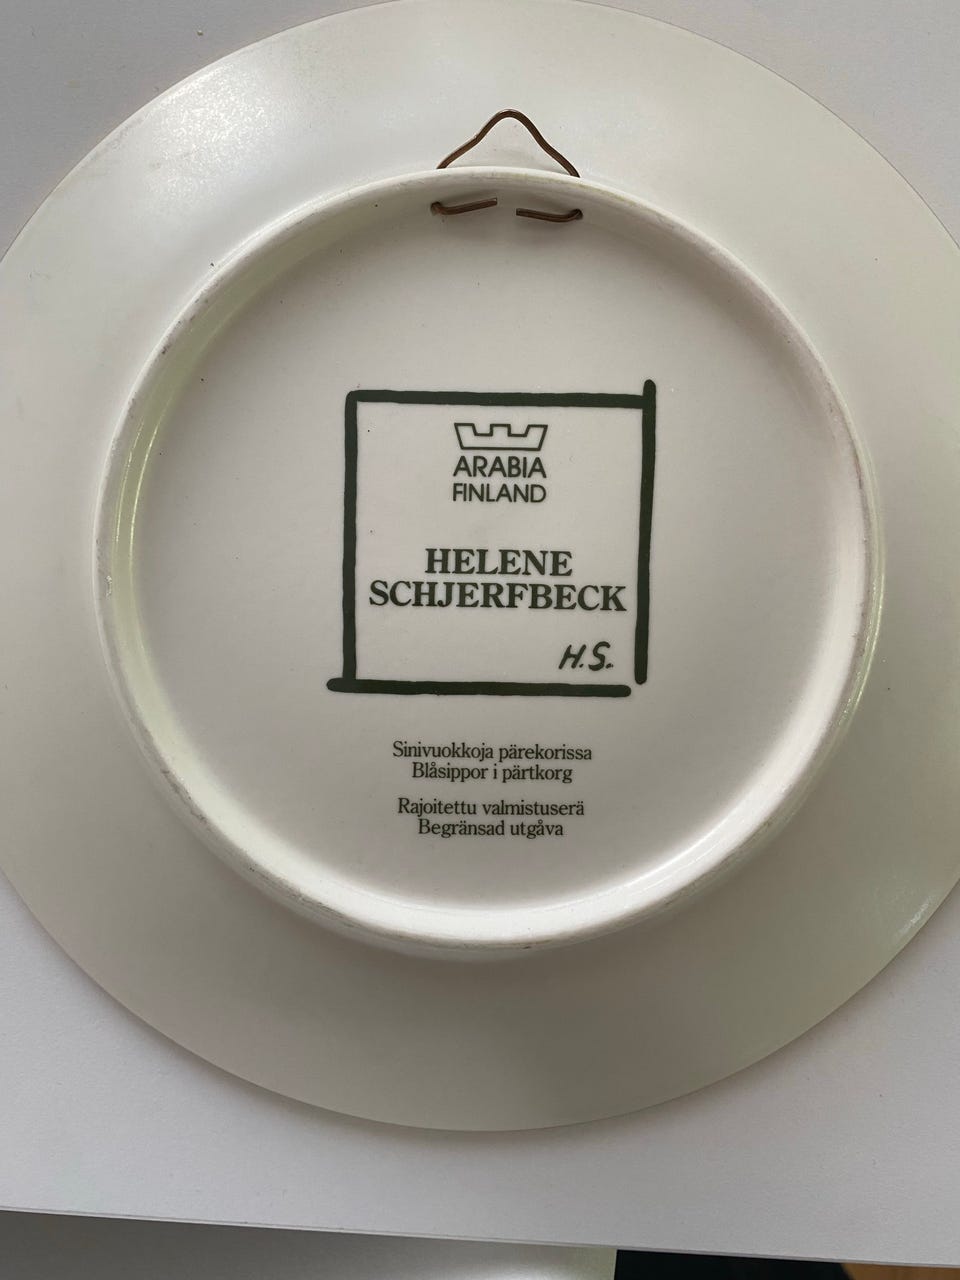 ARABIA
FINLAND
HELENE
SCHJERFBECK
H.S.
Sinivuokkoja pärekorissa
Blåsippor i pärtkorg
Rajoitettu valmistuserä
Begränsad utgåva